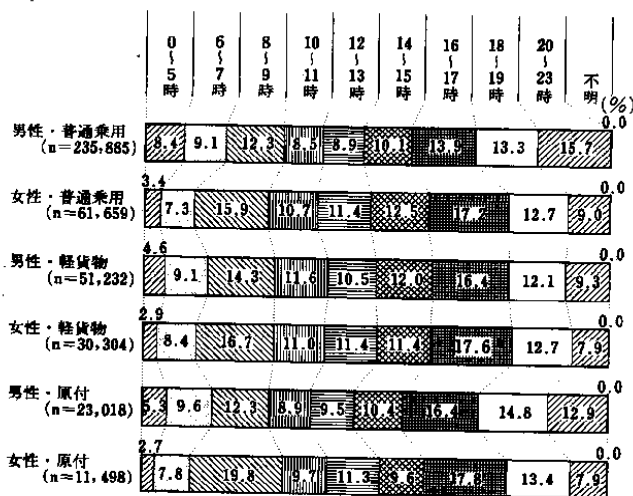 0〜5時 6〜7時 8〜9時 10〜11時 12〜13時 14〜15時 16〜17時 18〜19時 20〜23時 不明 (%)
0.0
男性・普通乗用
(n=235,885)
8.4 9.1 12.3 8.5 8.9 10.1 13.9 13.3 15.7
3.4 0.0
女性・普通乗用
(n=61,659)
7.3 15.9 10.7 11.4 12.5 17.2 12.7 9.0
4.6 0.0
男性・軽貨物
(n=51,232)
9.1 14.3 11.6 10.5 12.0 16.4 12.1 9.3
2.9 0.0
女性・軽貨物
(n=30,304)
8.4 16.7 11.0 11.4 11.4 17.6 12.7 7.9
0.0
男性・原付
(n=23,018)
5.3 9.6 12.3 8.9 9.5 10.4 16.4 14.8 12.9
2.7 0.0
女性・原付
(n=11,498)
7.8 19.8 9.7 11.3 9.6 17.8 13.4 7.9